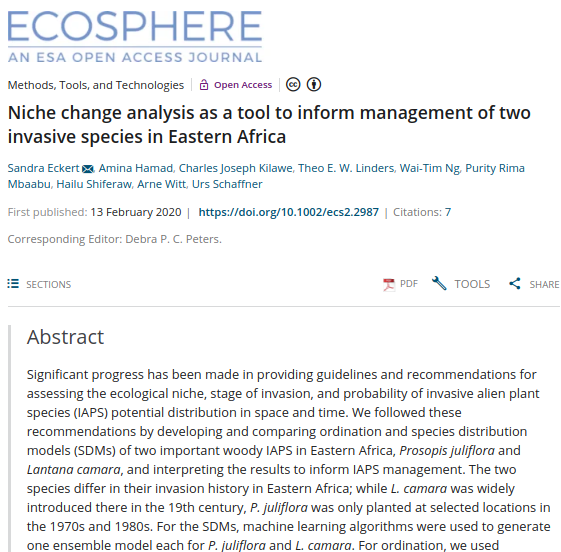 ECOSPHERE
AN ESA OPEN ACCESS JOURNAL
Methods, Tools, and Technologies | Open Access | cc
Niche change analysis as a tool to inform management of two
invasive species in Eastern Africa
Sandra Eckert, Amina Hamad, Charles Joseph Kilawe, Theo E. W. Linders, Wai-Tim Ng, Purity Rima
Mbaabu, Hailu Shiferaw, Arne Witt, Urs Schaffner
First published: 13 February 2020 | https://doi.org/10.1002/ecs2.2987 | Citations: 7
Corresponding Editor: Debra P. C. Peters.
SECTIONS PDF TOOLS SHARE
Abstract
Significant progress has been made in providing guidelines and recommendations for
assessing the ecological niche, stage of invasion, and probability of invasive alien plant
species (IAPS) potential distribution in space and time. We followed these
recommendations by developing and comparing ordination and species distribution
models (SDMs) of two important woody IAPS in Eastern Africa, Prosopis juliflora and
Lantana camara, and interpreting the results to inform IAPS management. The two
species differ in their invasion history in Eastern Africa; while L. camara was widely
introduced there in the 19th century, P. juliflora was only planted at selected locations in
the 1970s and 1980s. For the SDMs, machine learning algorithms were used to generate
one ensemble model each for P. juliflora and L. camara. For ordination, we used